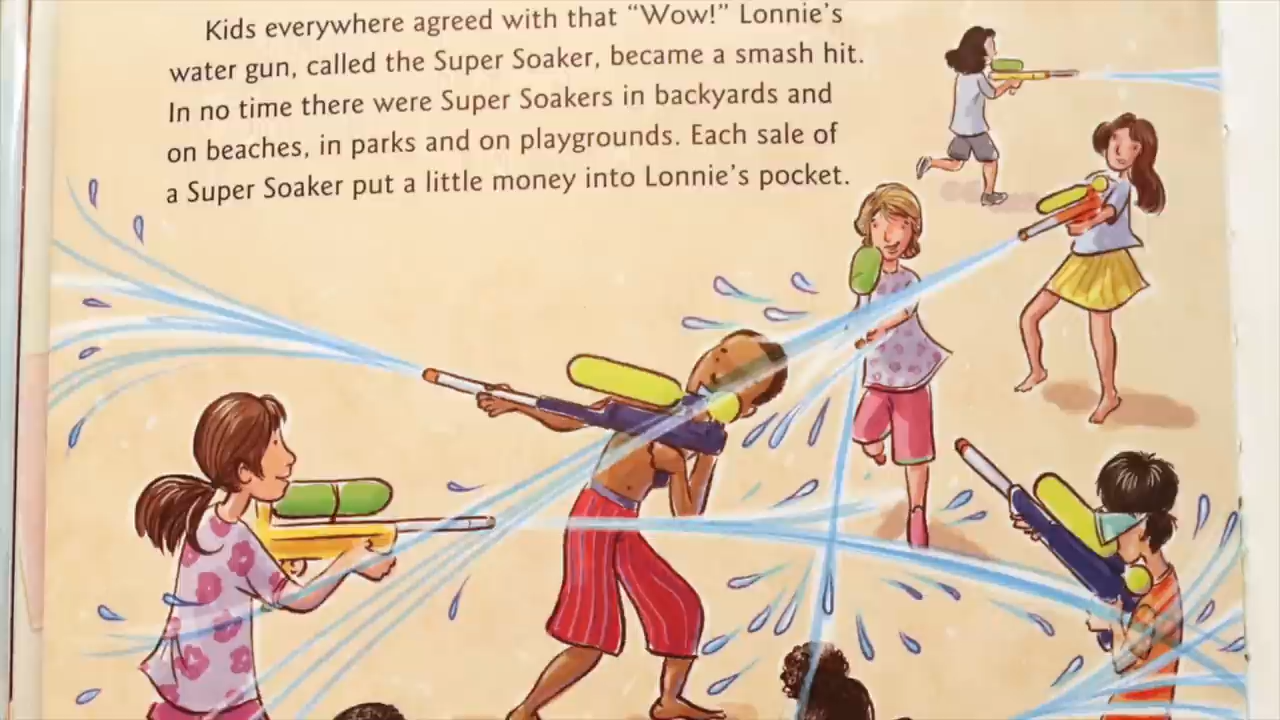 Kids everywhere agreed with that “Wow!” Lonnie’s
water gun, called the Super Soaker, became a smash hit.
In no time there were Super Soakers in backyards and
on beaches, in parks and on playgrounds. Each sale of
a Super Soaker put a little money into Lonnie’s pocket.